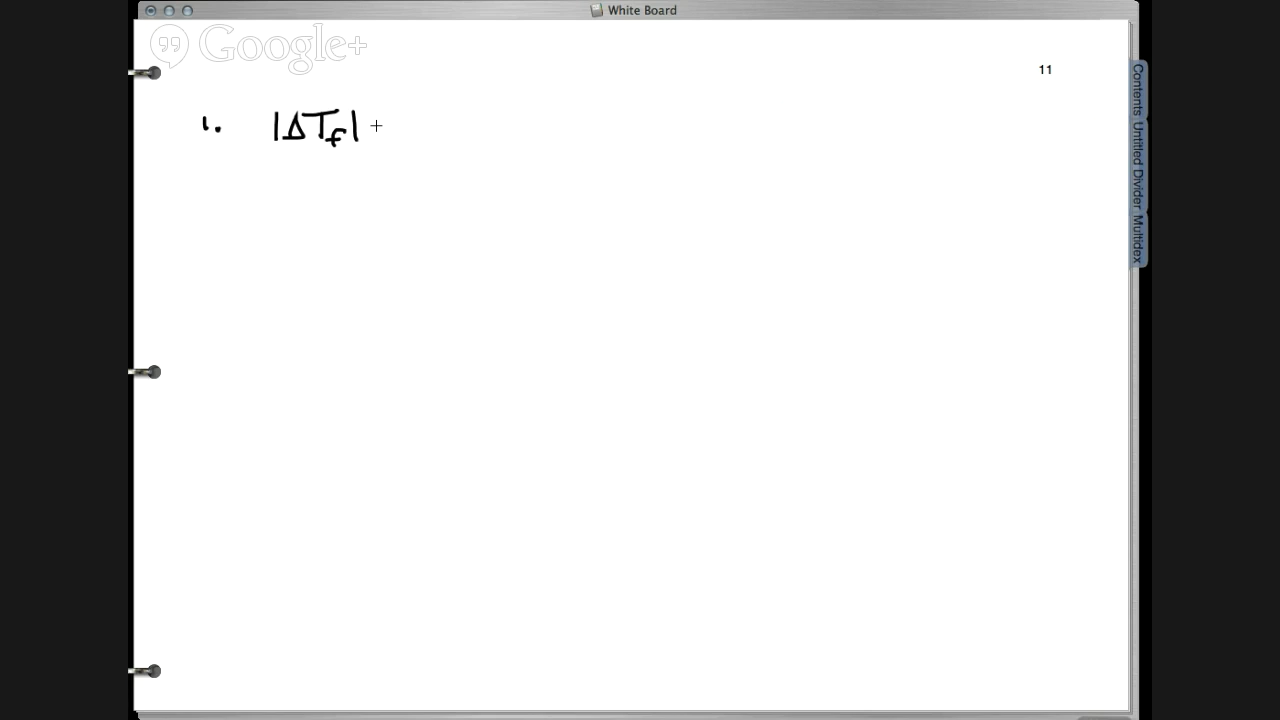 White Board
Google+
11
1. |ΔTf|
Contents
Untitled Divider
Multidex